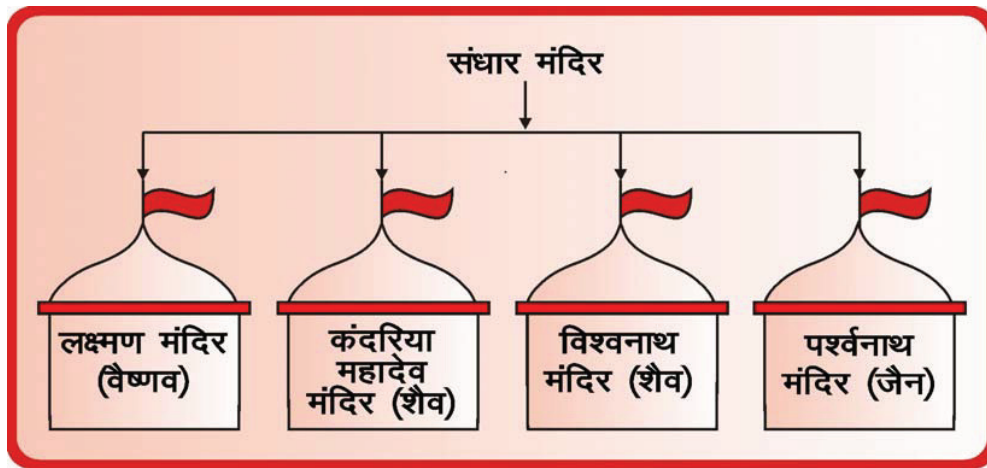 संधार मंदिर
लक्ष्मण मंदिर
(वैष्णव)
कंदरिया
महादेव
मंदिर (शैव)
विश्वनाथ
मंदिर (शैव)
पर्श्वनाथ
मंदिर (जैन)